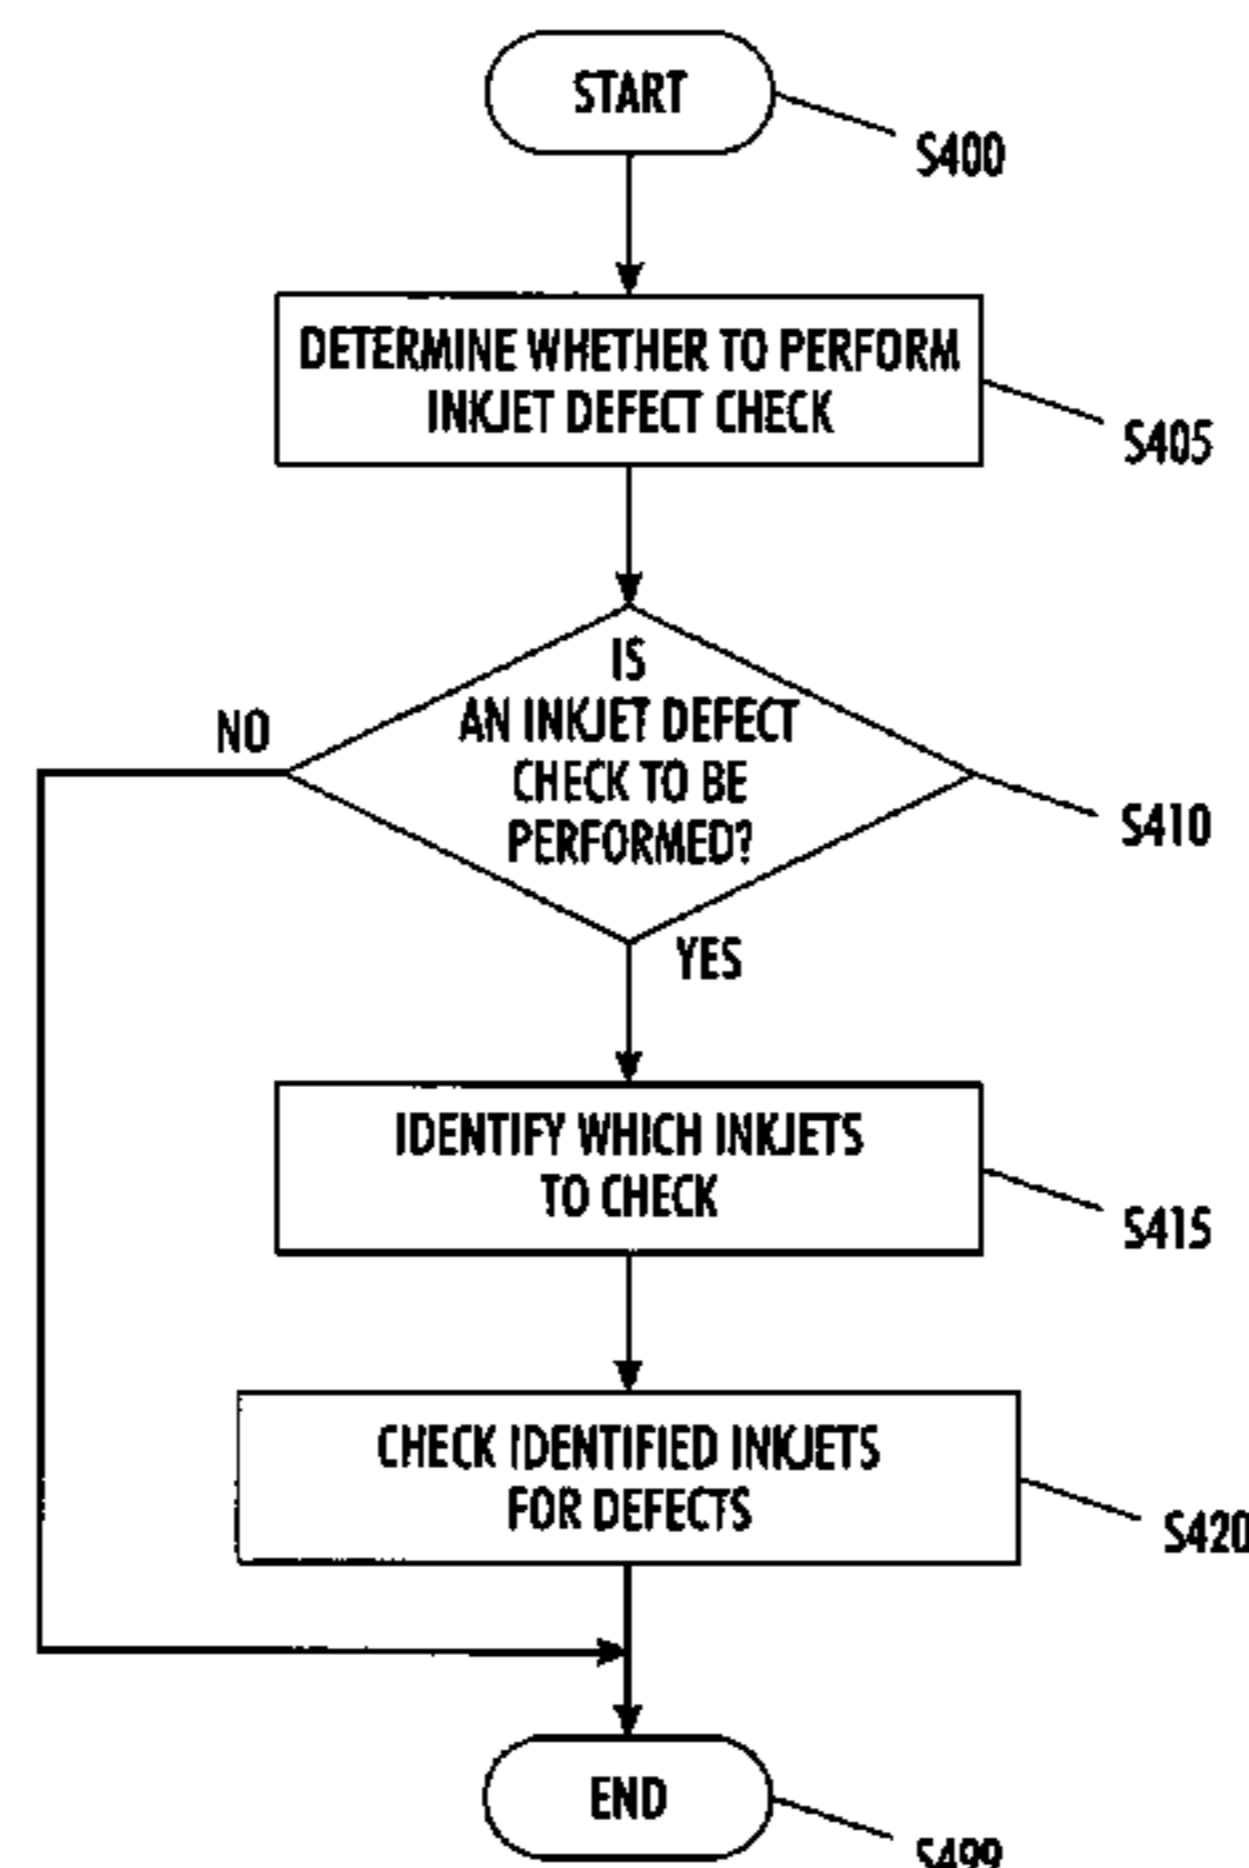 START
S400
DETERMINE WHETHER TO PERFORM
INKJET DEFECT CHECK
S405
IS
AN INKJET DEFECT
CHECK TO BE
PERFORMED?
NO
S410
YES
IDENTIFY WHICH INKJETS
TO CHECK
S415
CHECK IDENTIFIED INKJETS
FOR DEFECTS
S420
END
S499